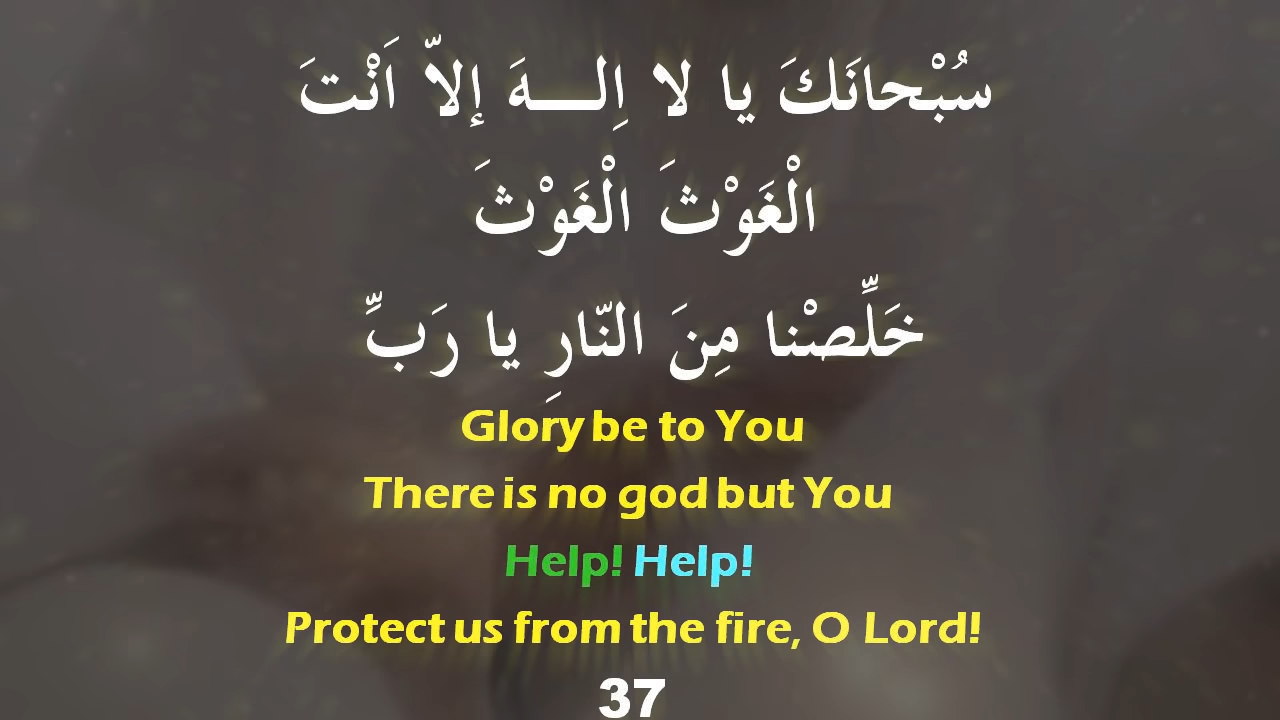 سُبْحانَكَ يا لا اِلـــهَ إلاّ اَنْتَ
الْغَوْثَ الْغَوْثَ
خَلِّصْنا مِنَ النّارِ يا رَبِّ
Glory be to You
There is no god but You
Help! Help!
Protect us from the fire, O Lord!
37